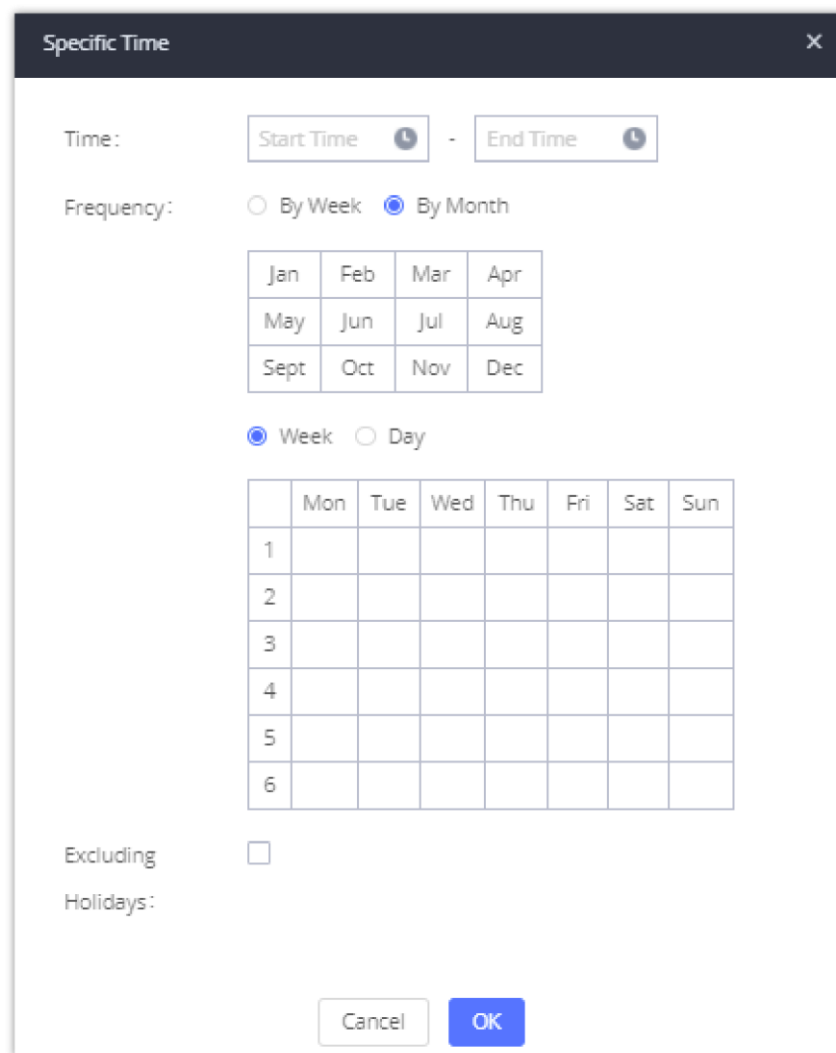 Specific Time ×
Time: Start Time - End Time
Frequency: By Week By Month
Jan Feb Mar Apr
May Jun Jul Aug
Sept Oct Nov Dec
Week Day
Mon Tue Wed Thu Fri Sat Sun
1
2
3
4
5
6
Excluding
Holidays:
Cancel OK